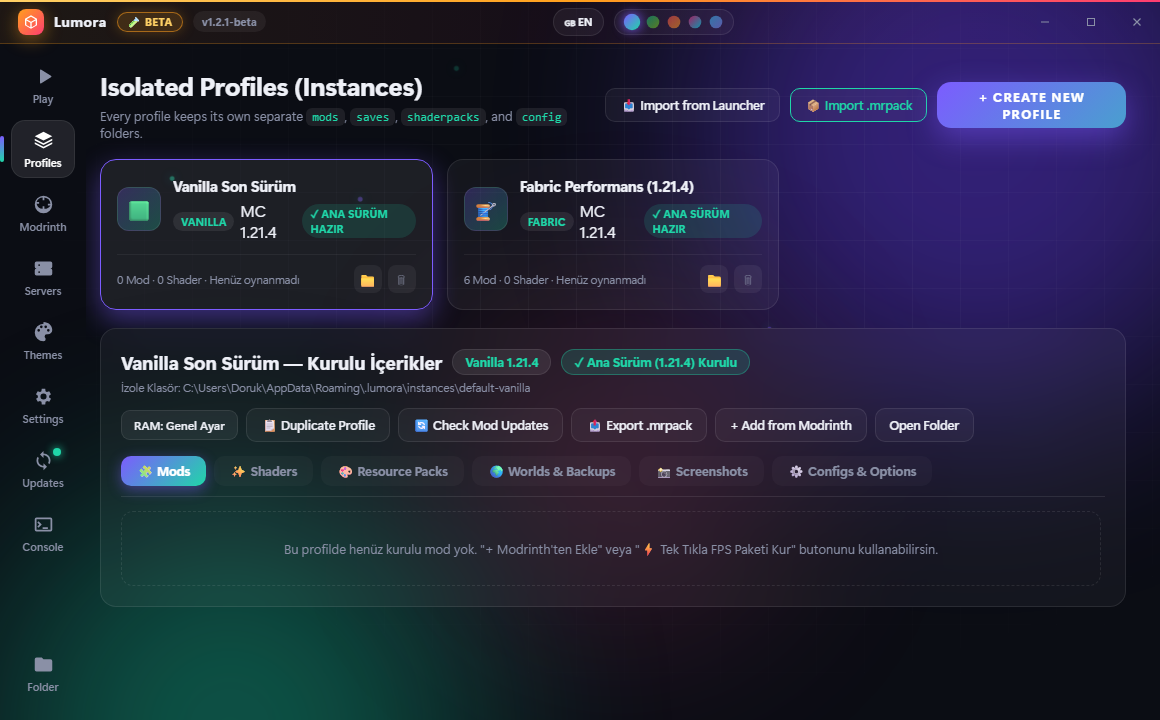 Lumora
BETA
v1.2.1-beta
GB EN
Play
Profiles
Modrinth
Servers
Themes
Settings
Updates
Console
Folder
Isolated Profiles (Instances)
Every profile keeps its own separate mods, saves, shaderpacks, and config
folders.
Import from Launcher
Import .mrpack
+ CREATE NEW
PROFILE
Vanilla Son Sürüm
VANILLA
MC
1.21.4
✓ ANA SÜRÜM
HAZIR
0 Mod · 0 Shader · Henüz oynanmadı
Fabric Performans (1.21.4)
FABRIC
MC
1.21.4
✓ ANA SÜRÜM
HAZIR
6 Mod · 0 Shader · Henüz oynanmadı
Vanilla Son Sürüm — Kurulu İçerikler
Vanilla 1.21.4
✓ Ana Sürüm (1.21.4) Kurulu
İzole Klasör: C:\Users\Doruk\AppData\Roaming\.lumora\instances\default-vanilla
RAM: Genel Ayar
Duplicate Profile
Check Mod Updates
Export .mrpack
+ Add from Modrinth
Open Folder
Mods
Shaders
Resource Packs
Worlds & Backups
Screenshots
Configs & Options
Bu profilde henüz kurulu mod yok. "+ Modrinth'ten Ekle" veya "⚡ Tek Tıkla FPS Paketi Kur" butonunu kullanabilirsin.